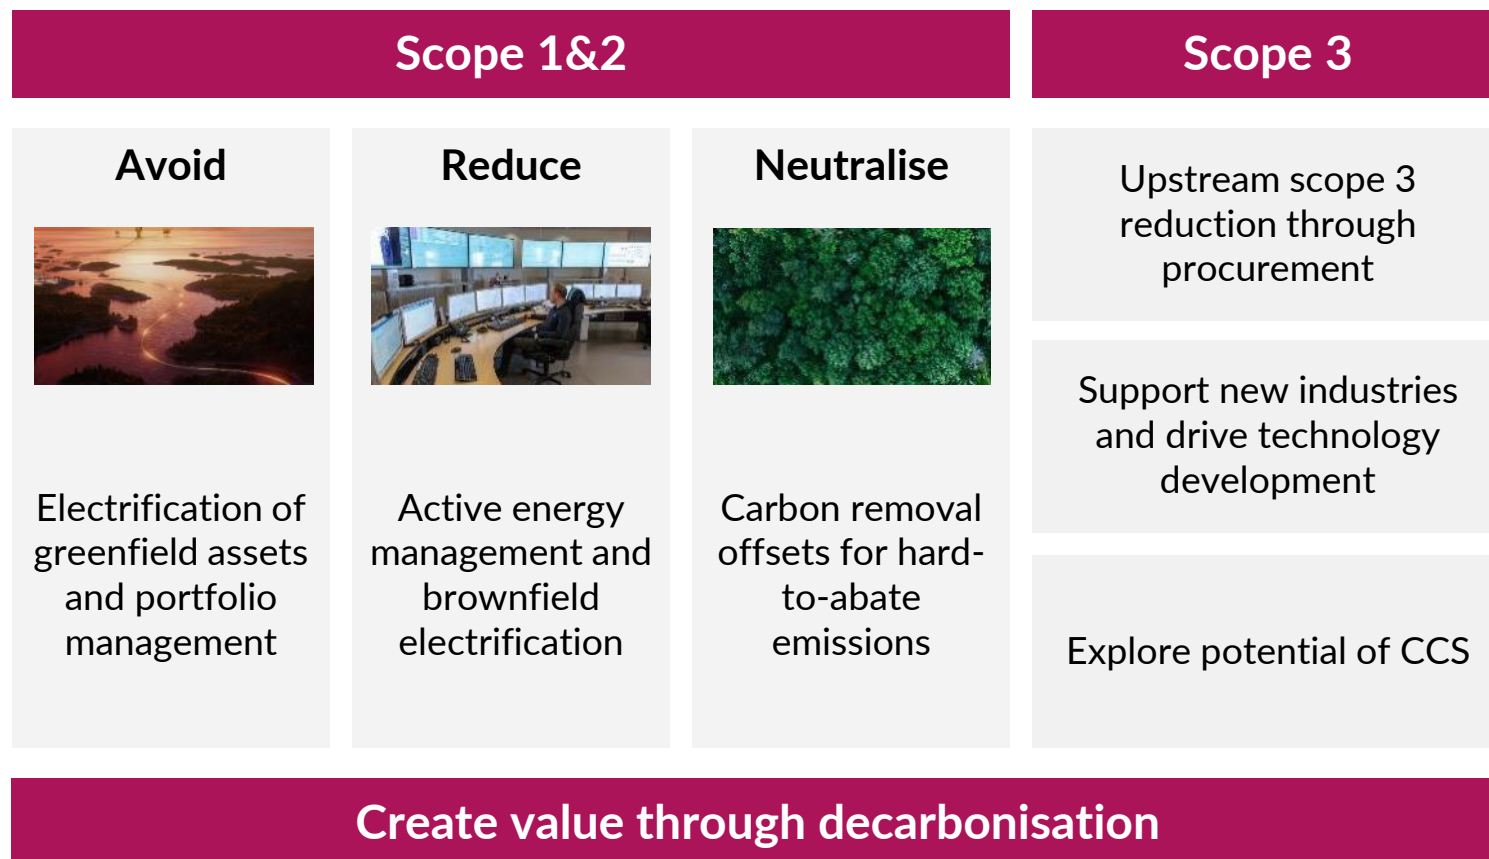 Scope 1&2
Scope 3
Avoid
Electrification of
greenfield assets
and portfolio
management
Reduce
Active energy
management and
brownfield
electrification
Neutralise
Carbon removal
offsets for hard-
to-abate
emissions
Upstream scope 3
reduction through
procurement
Support new industries
and drive technology
development
Explore potential of CCS
Create value through decarbonisation